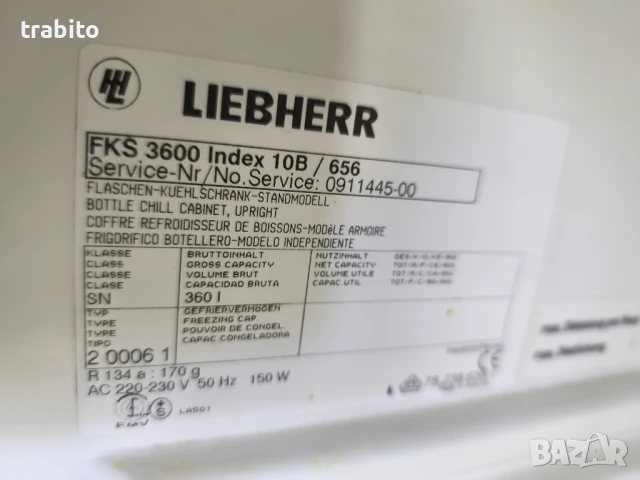 trabito
LIEBHERR
FKS 3600 Index 10B / 656
Service-Nr/No.Service: 0911445-00
FLASCHEN-KUEHLSCHRANK-STANDMODELL
BOTTLE CHILL CABINET, UPRIGHT
COFFRE REFROIDISSEUR DE BOISSONS-MODèLE ARMOIRE
FRIGORIFICO BOTELLERO-MODELO INDEPENDIENTE
KLASSE BRUTTOINHALT NUTZINHALT
CLASS GROSS CAPACITY NET CAPACITY
CLASSE VOLUME BRUT VOLUME UTILE
CLASE CAPACIDAD BRUTA CAPAC.UTIL
SN 360 l
TYP GEFRIERVERMÖGEN
TYPE FREEZING CAP.
TYPE POUVOIR DE CONGEL.
TIPO CAPAC.CONGELADORA
2 0006 1
R 134 a : 170 g
AC 220-230 V 50 Hz 150 W
CE
EMV
BAZAR
bg